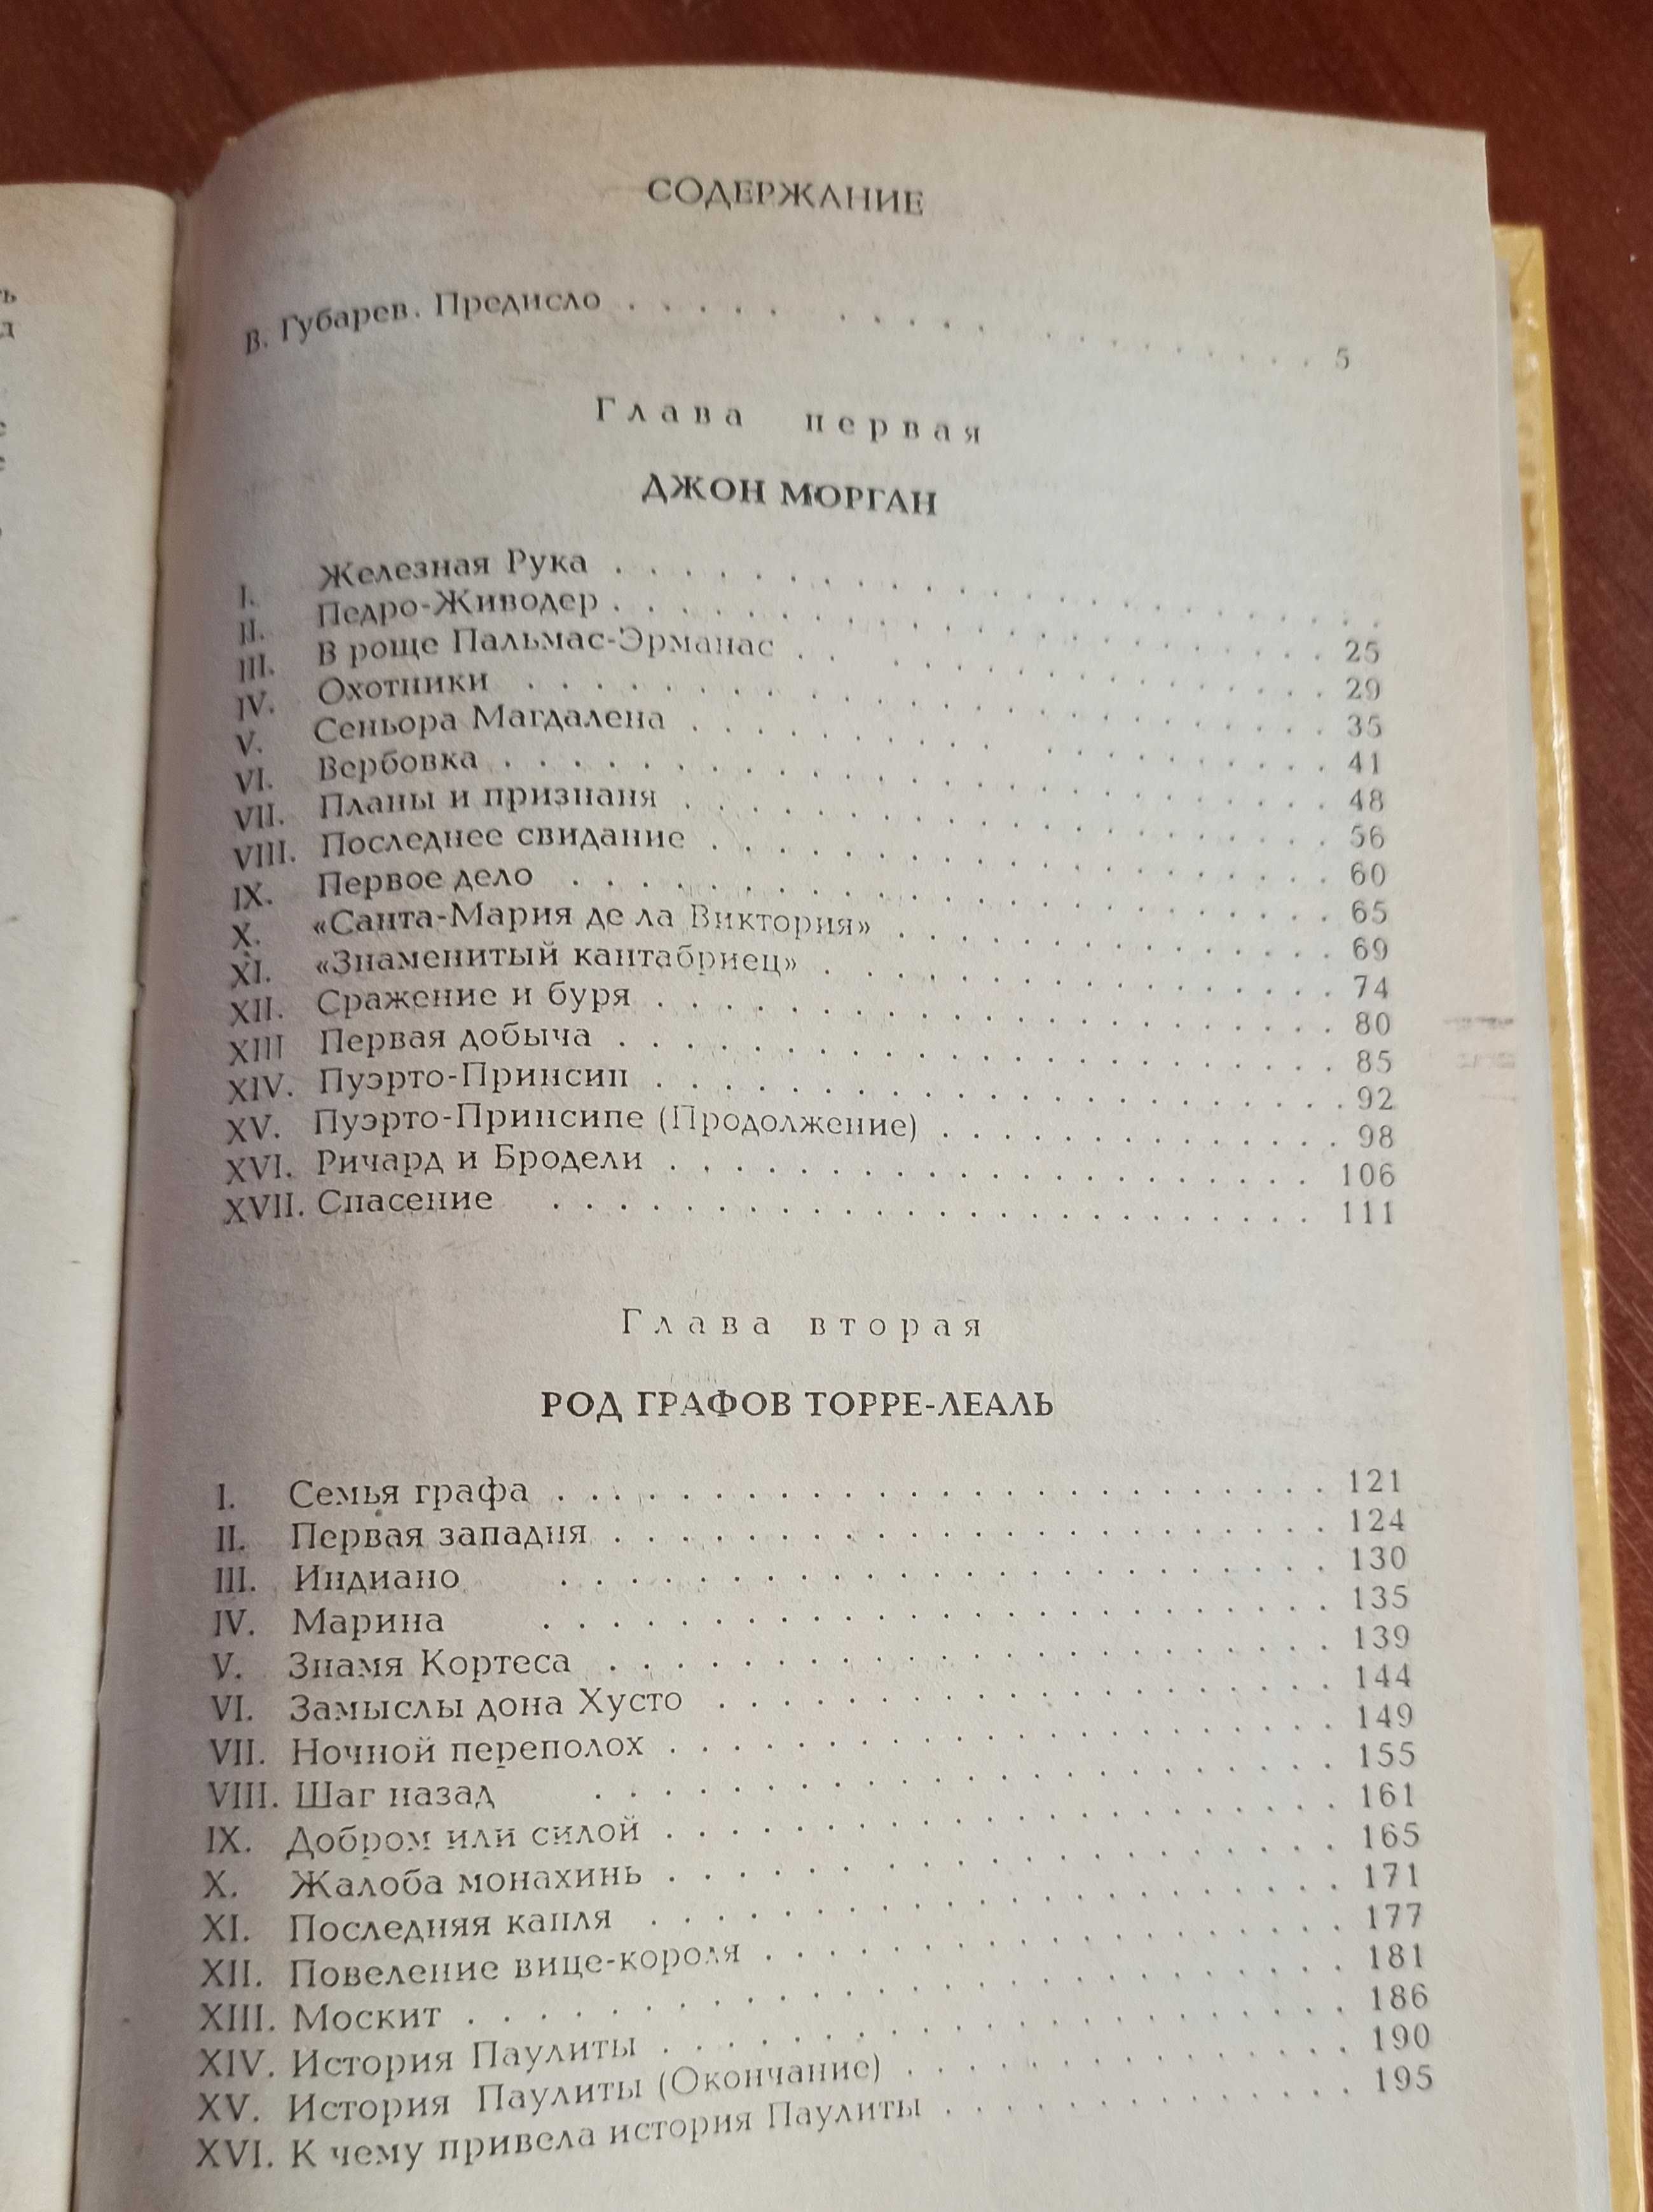 СОДЕРЖАНИЕ
В. Губарев. Предисло . . . . . . . . . . . . . . . . . . 5
Глава первая
ДЖОН МОРГАН
I. Железная Рука . . . . . . . . . . . . . . . . . .
II. Педро-Живодер . . . . . . . . . . . . . . . . . . 25
III. В роще Пальмас-Эрманас . . . . . . . . . . . . . . 29
IV. Охотники . . . . . . . . . . . . . . . . . . 35
V. Сеньора Магдалена . . . . . . . . . . . . . . . . 41
VI. Вербовка . . . . . . . . . . . . . . . . . . 48
VII. Планы и признаня . . . . . . . . . . . . . . . . 56
VIII. Последнее свидание . . . . . . . . . . . . . . . 60
IX. Первое дело . . . . . . . . . . . . . . . . . . 65
X. «Санта-Мария де ла Виктория» . . . . . . . . . . . . 69
XI. «Знаменитый кантабриец» . . . . . . . . . . . . . . 74
XII. Сражение и буря . . . . . . . . . . . . . . . . 80
XIII Первая добыча . . . . . . . . . . . . . . . . . 85
XIV. Пуэрто-Принсип . . . . . . . . . . . . . . . . . 92
XV. Пуэрто-Принсипе (Продолжение) . . . . . . . . . . . . 98
XVI. Ричард и Бродели . . . . . . . . . . . . . . . . 106
XVII. Спасение . . . . . . . . . . . . . . . . . . 111
Глава вторая
РОД ГРАФОВ ТОРРЕ-ЛЕАЛЬ
I. Семья графа . . . . . . . . . . . . . . . . . . 121
II. Первая западня . . . . . . . . . . . . . . . . . 124
III. Индиано . . . . . . . . . . . . . . . . . . 130
IV. Марина . . . . . . . . . . . . . . . . . . 135
V. Знамя Кортеса . . . . . . . . . . . . . . . . . 139
VI. Замыслы дона Хусто . . . . . . . . . . . . . . . 144
VII. Ночной переполох . . . . . . . . . . . . . . . . 149
VIII. Шаг назад . . . . . . . . . . . . . . . . . 155
IX. Добром или силой . . . . . . . . . . . . . . . . 161
X. Жалоба монахинь . . . . . . . . . . . . . . . . 165
XI. Последняя капля . . . . . . . . . . . . . . . . 171
XII. Повеление вице-короля . . . . . . . . . . . . . . 177
XIII. Москит . . . . . . . . . . . . . . . . . . 181
XIV. История Паулиты . . . . . . . . . . . . . . . . 186
XV. История Паулиты (Окончание) . . . . . . . . . . . . 190
XVI. К чему привела история Паулиты . . . . . . . . . . . 195